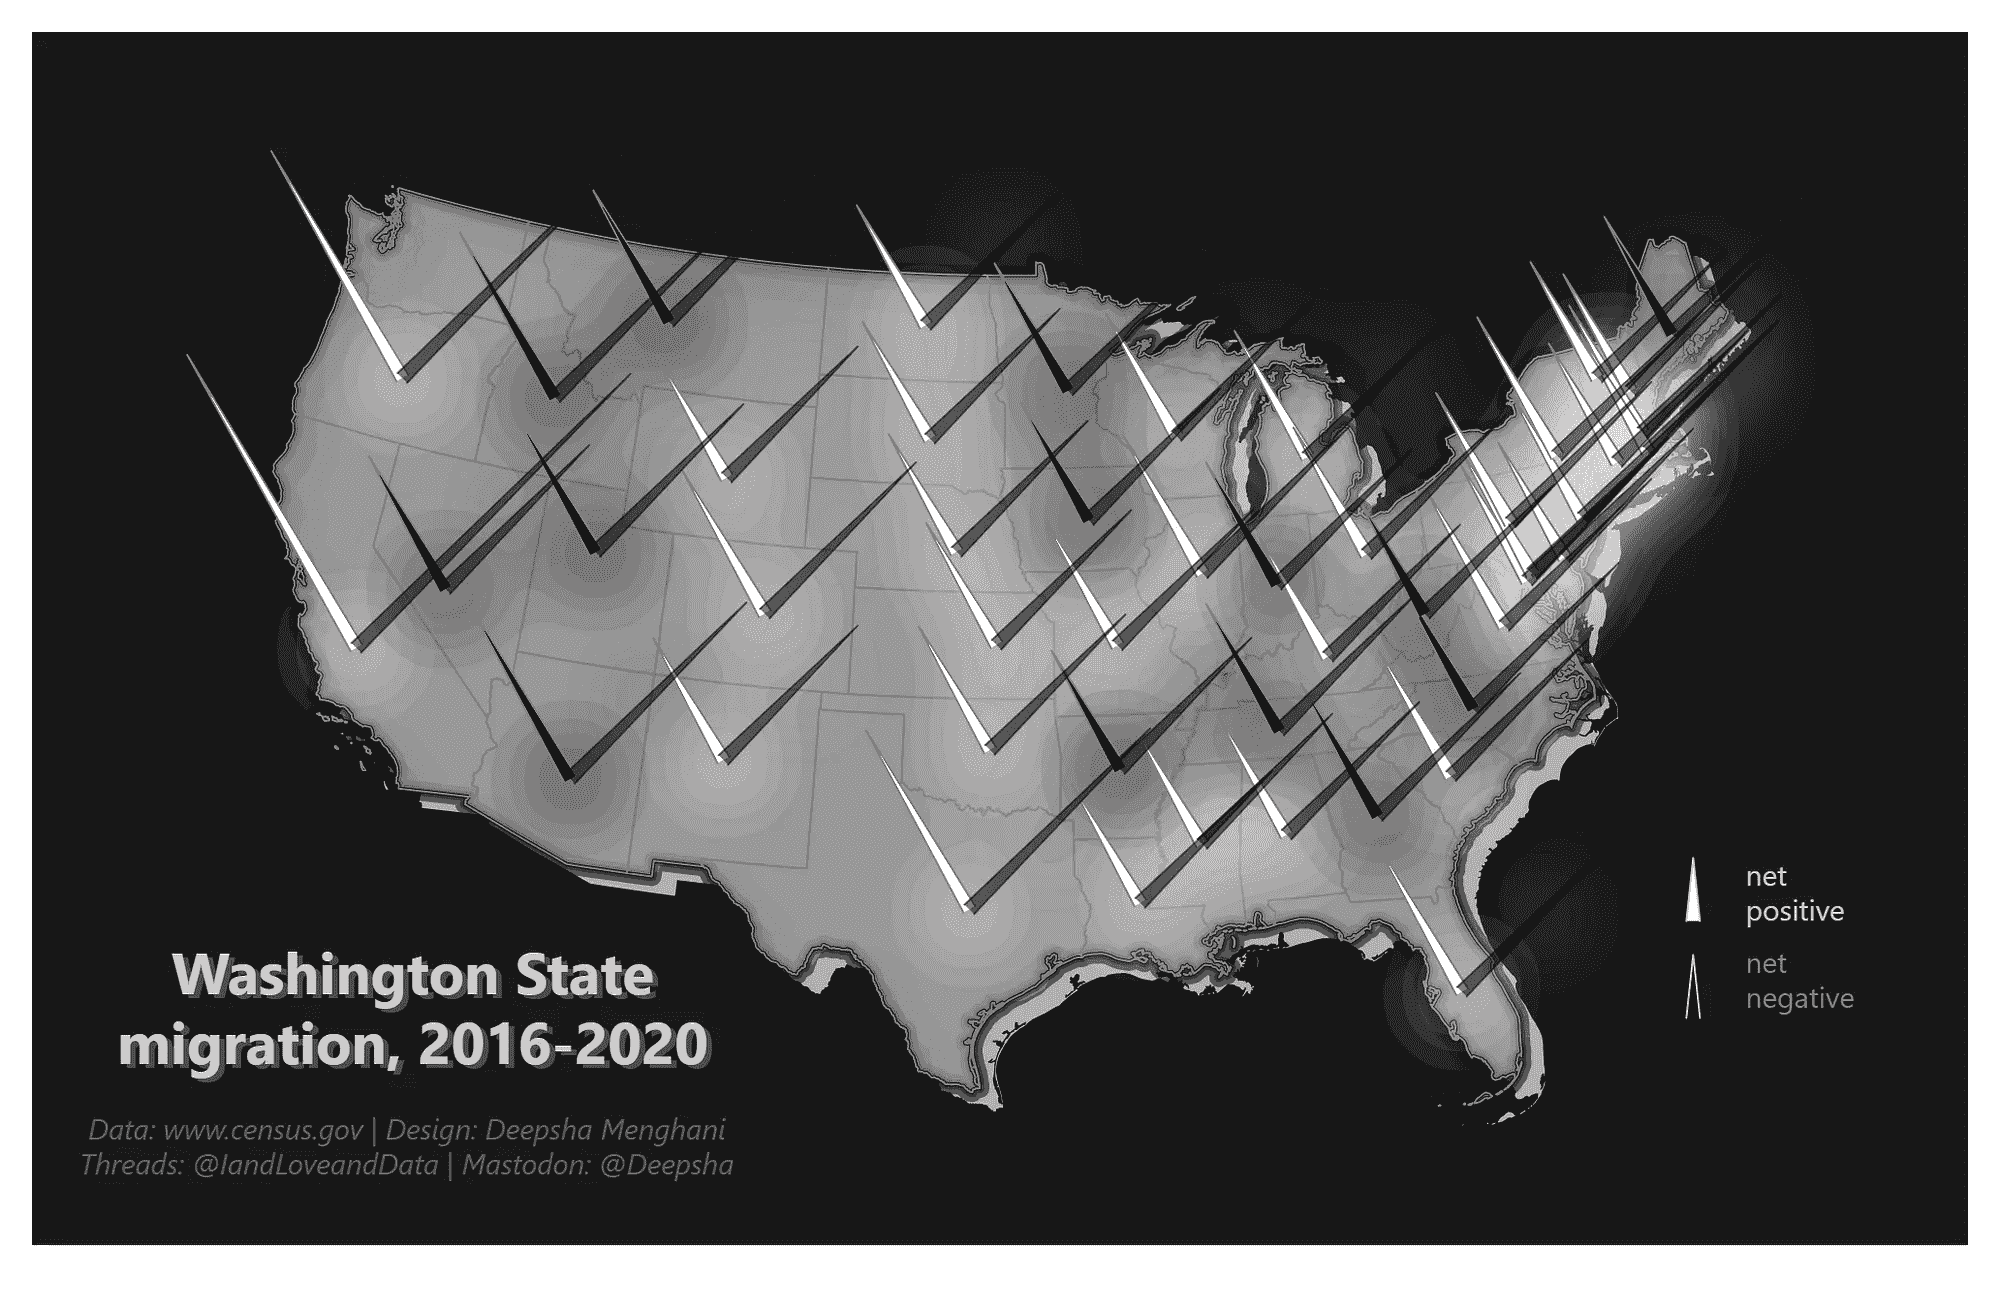 Washington State
migration, 2016-2020
Data: www.census.gov | Design: Deepsha Menghani
Threads: @IandLoveandData | Mastodon: @Deepsha
net
positive
net
negative